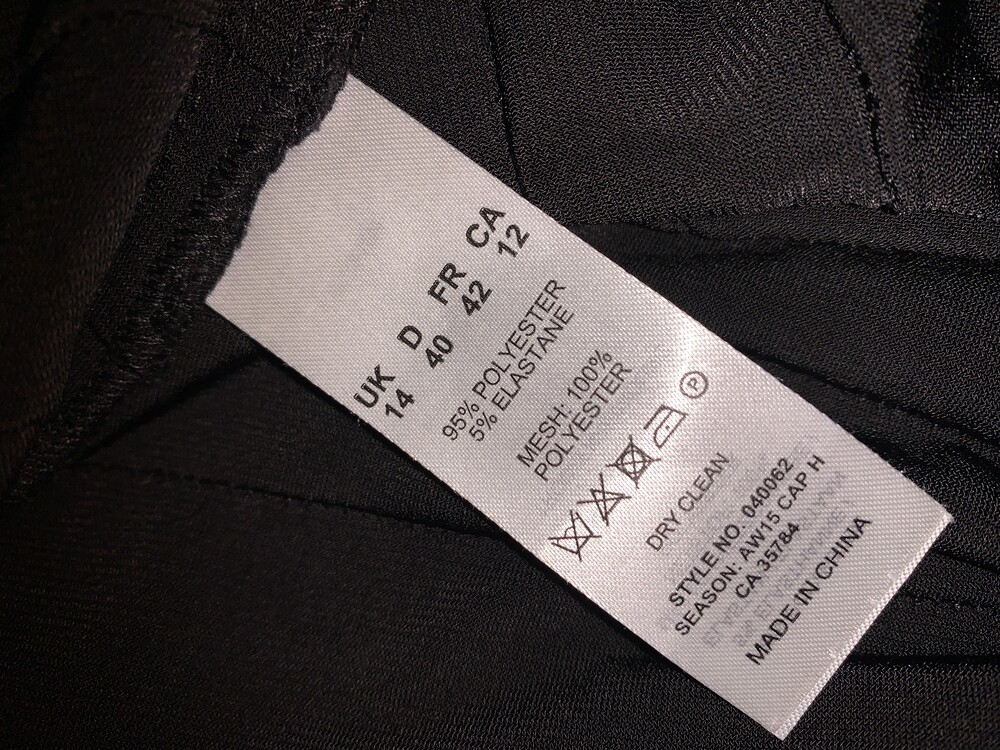 UK D FR CA
14 40 42 12
95% POLYESTER
5% ELASTANE
MESH: 100%
POLYESTER
P
DRY CLEAN
STYLE NO. 040062
SEASON: AW15 CAP H
CA 35784
MADE IN CHINA